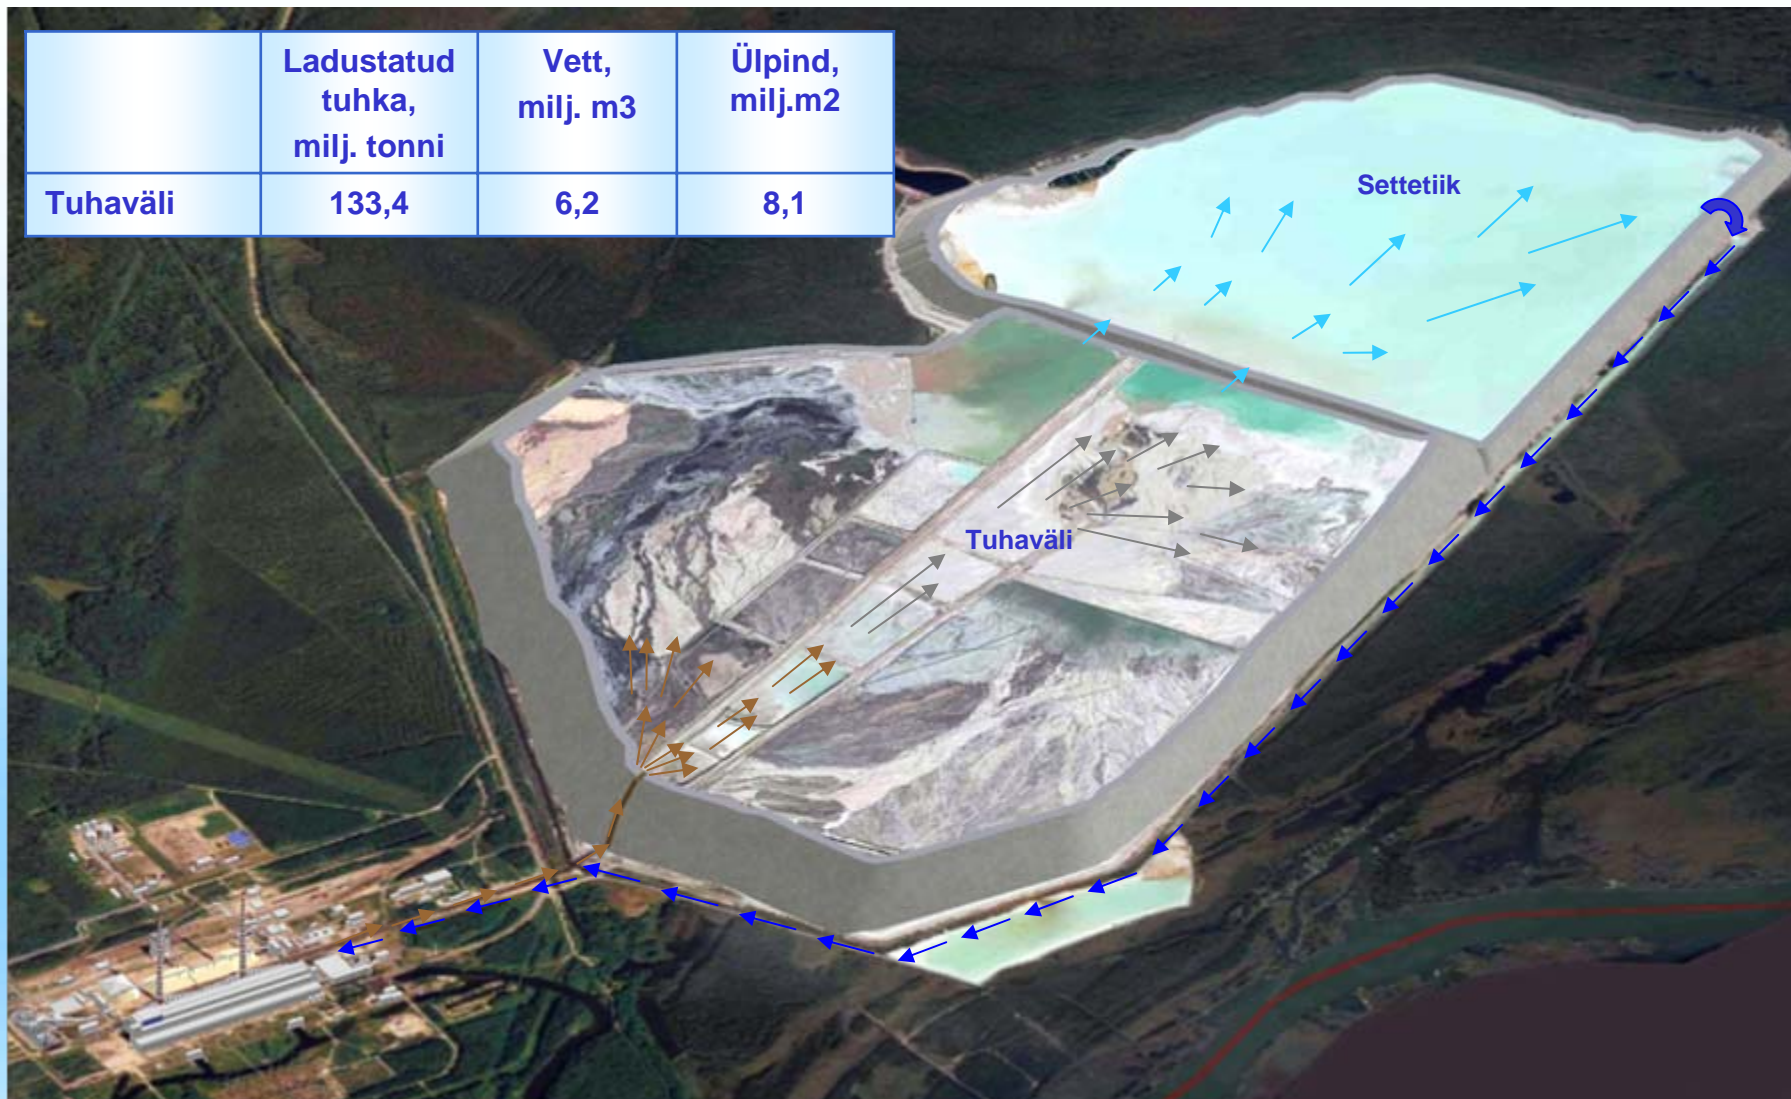 Ladustatud
tuhka,
milj. tonni
Vett,
milj. m3
Ülpind,
milj.m2
Tuhaväli
133,4
6,2
8,1
Settetiik
Tuhaväli